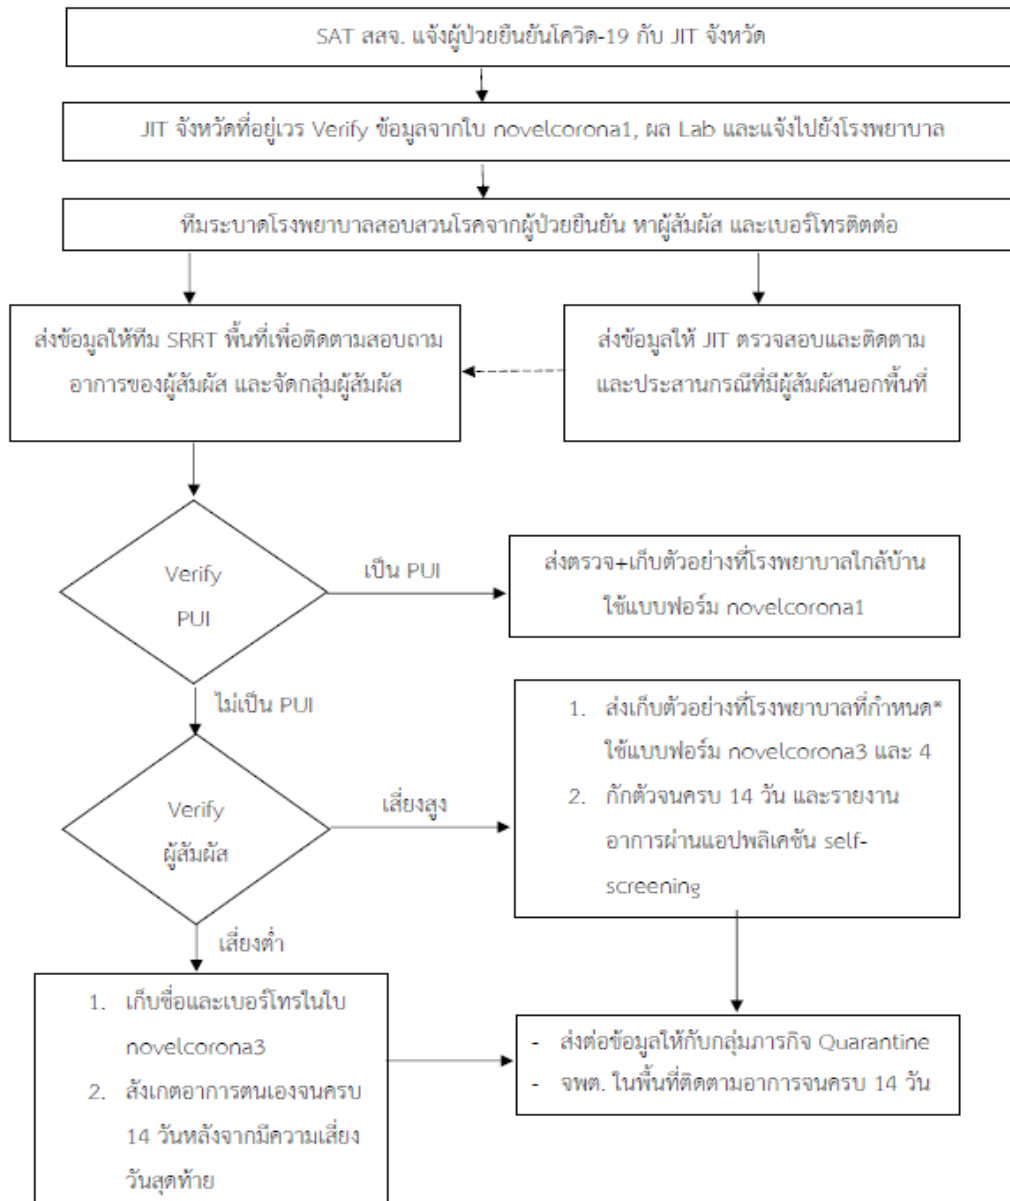 SAT สสจ. แจ้งผู้ป่วยยืนยันโควิด-19 กับ JIT จังหวัด
JIT จังหวัดที่อยู่เวร Verify ข้อมูลจากใบ novelcorona1, ผล Lab และแจ้งไปยังโรงพยาบาล
ทีมระบาดโรงพยาบาลสอบสวนโรคจากผู้ป่วยยืนยัน หาผู้สัมผัส และเบอร์โทรติตต่อ
ส่งข้อมูลให้ทีม SRRT พื้นที่เพื่อติดตามสอบถาม
อาการของผู้สัมผัส และจัดกลุ่มผู้สัมผัส
ส่งข้อมูลให้ JIT ตรวจสอบและติดตาม
และประสานกรณีที่มีผู้สัมผัสนอกพื้นที่
Verify
PUI
เป็น PUI
ส่งตรวจ+เก็บตัวอย่างที่โรงพยาบาลใกล้บ้าน
ใช้แบบฟอร์ม novelcorona1
ไม่เป็น PUI
Verify
ผู้สัมผัส
เสี่ยงสูง
1. ส่งเก็บตัวอย่างที่โรงพยาบาลที่กำหนด*
ใช้แบบฟอร์ม novelcorona3 และ 4
2. กักตัวจนครบ 14 วัน และรายงาน
อาการผ่านแอปพลิเคชัน self-
screening
เสี่ยงต่ำ
1. เก็บชื่อและเบอร์โทรในใบ
novelcorona3
2. สังเกตอาการตนเองจนครบ
14 วันหลังจากมีความเสี่ยง
วันสุดท้าย
- ส่งต่อข้อมูลให้กับกลุ่มภารกิจ Quarantine
- จพต. ในพื้นที่ติดตามอาการจนครบ 14 วัน